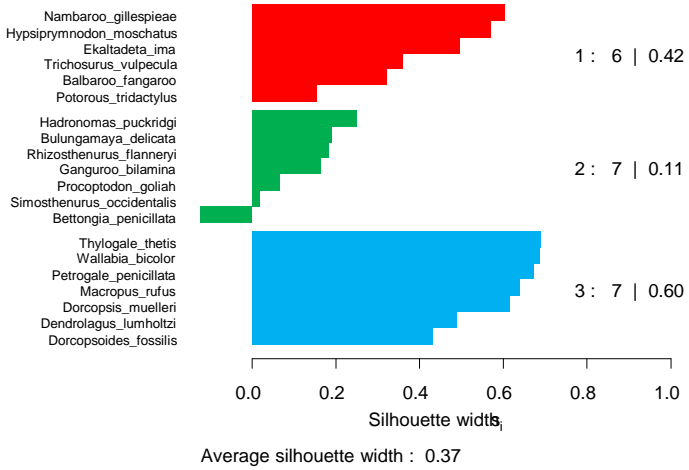 Nambaroo_gillespieae
Hypsiprymnodon_moschatus
Ekaltadeta_ima
Trichosurus_vulpecula
Balbaroo_fangaroo
Potorous_tridactylus
1 : 6 | 0.42
Hadronomas_puckridgi
Bulungamaya_delicata
Rhizosthenurus_flanneryi
Ganguroo_bilamina
Procoptodon_goliah
Simosthenurus_occidentalis
Bettongia_penicillata
2 : 7 | 0.11
Thylogale_thetis
Wallabia_bicolor
Petrogale_penicillata
Macropus_rufus
Dorcopsis_muelleri
Dendrolagus_lumholtzi
Dorcopsoides_fossilis
3 : 7 | 0.60
0.0 0.2 0.4 0.6 0.8 1.0
Silhouette width si
Average silhouette width : 0.37